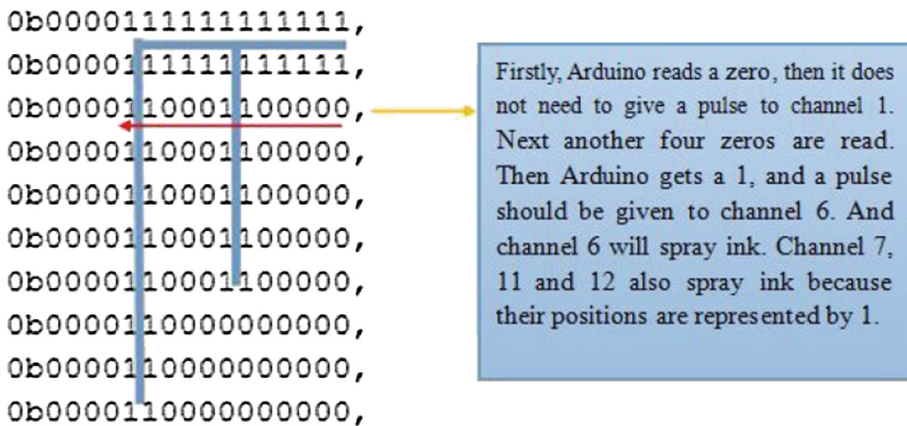 0b0000111111111111,
0b0000111111111111,
0b0000110001100000,
0b0000110001100000,
0b0000110001100000,
0b0000110001100000,
0b0000110001100000,
0b0000110000000000,
0b0000110000000000,
0b0000110000000000,
Firstly, Arduino reads a zero, then it does
not need to give a pulse to channel 1.
Next another four zeros are read.
Then Arduino gets a 1, and a pulse
should be given to channel 6. And
channel 6 will spray ink. Channel 7,
11 and 12 also spray ink because
their positions are represented by 1.